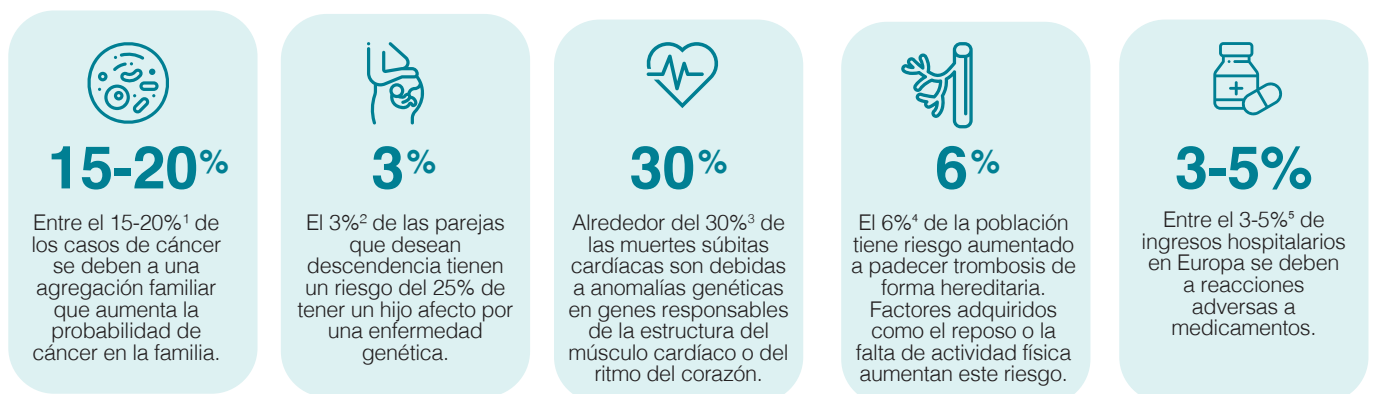 15-20%
Entre el 15-20%¹ de
los casos de cáncer
se deben a una
agregación familiar
que aumenta la
probabilidad de
cáncer en la familia.
3%
El 3%² de las parejas
que desean
descendencia tienen
un riesgo del 25% de
tener un hijo afecto por
una enfermedad
genética.
30%
Alrededor del 30%³ de
las muertes súbitas
cardíacas son debidas
a anomalías genéticas
en genes responsables
de la estructura del
músculo cardíaco o del
ritmo del corazón.
6%
El 6%⁴ de la población
tiene riesgo aumentado
a padecer trombosis de
forma hereditaria.
Factores adquiridos
como el reposo o la
falta de actividad física
aumentan este riesgo.
3-5%
Entre el 3-5%⁵ de
ingresos hospitalarios
en Europa se deben
a reacciones
adversas a
medicamentos.